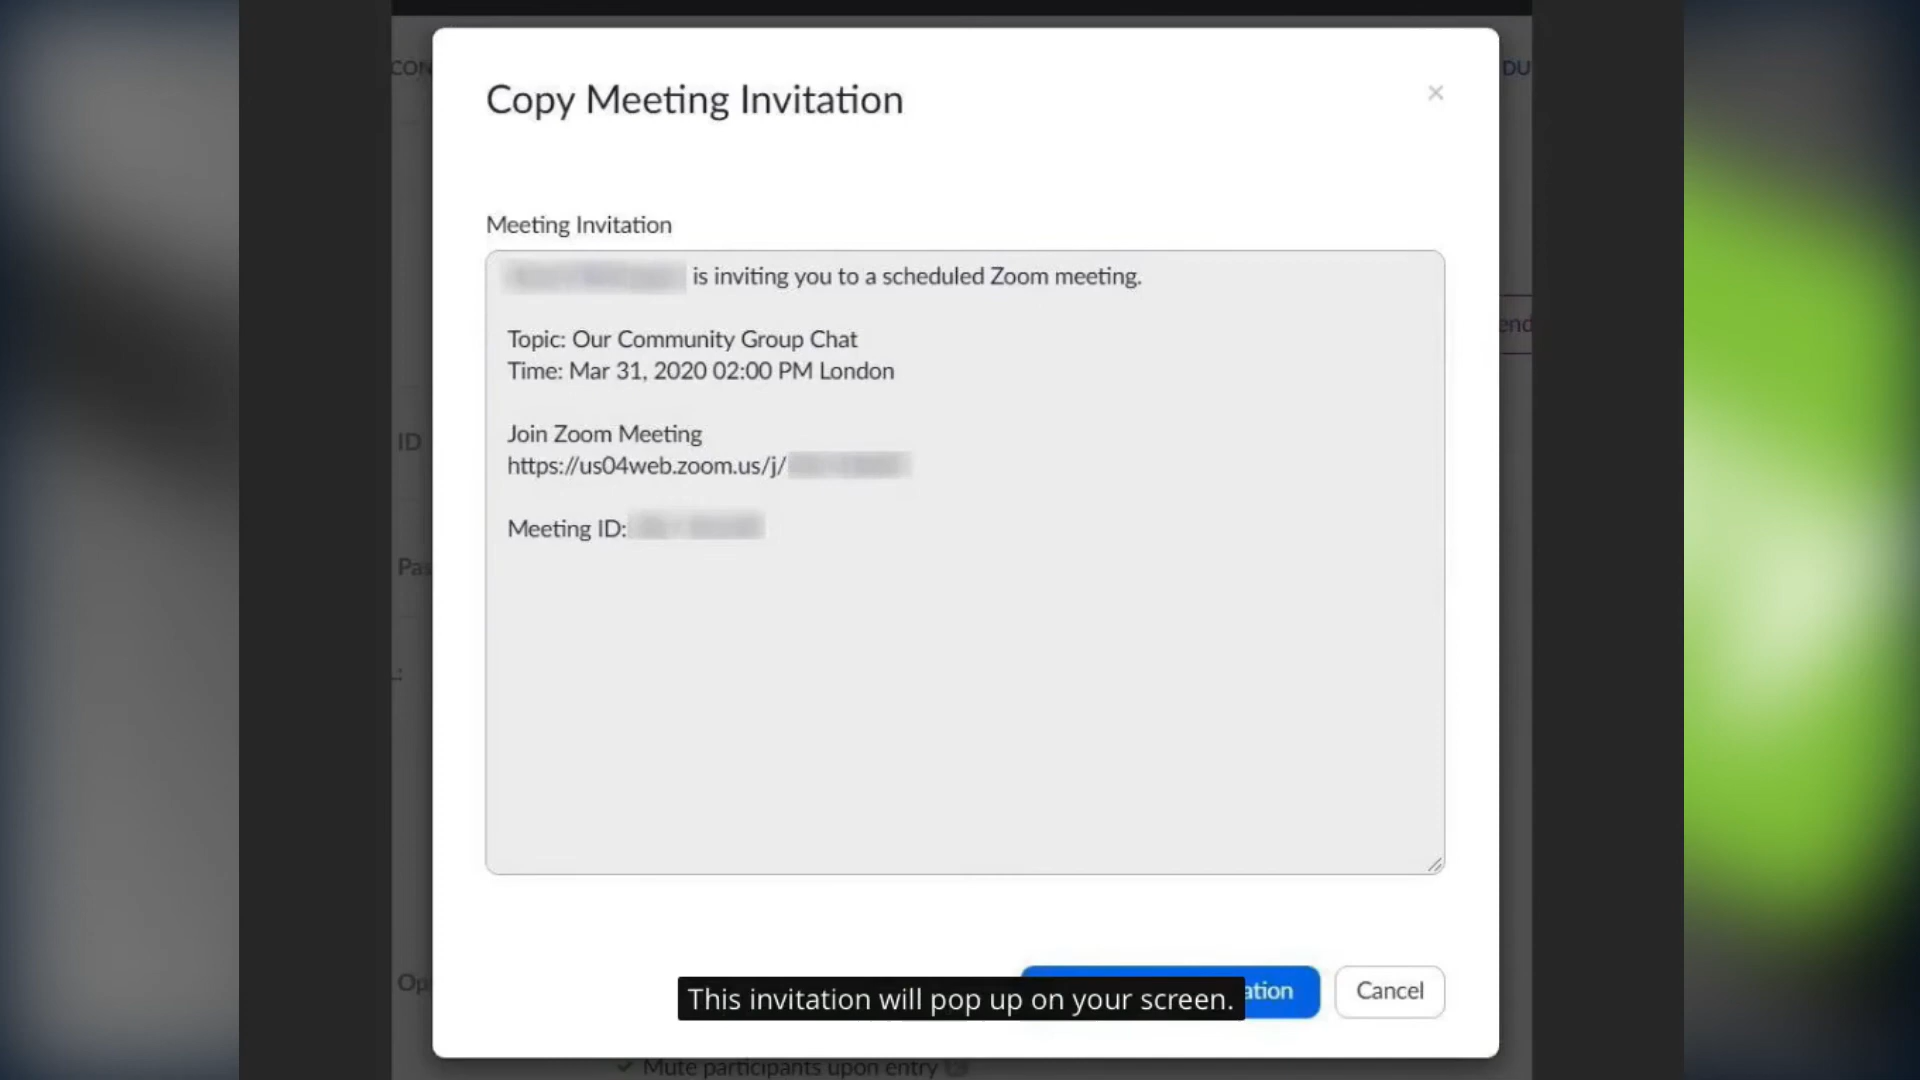 Copy Meeting Invitation
×
Meeting Invitation
is inviting you to a scheduled Zoom meeting.
Topic: Our Community Group Chat
Time: Mar 31, 2020 02:00 PM London
Join Zoom Meeting
https://us04web.zoom.us/j/
Meeting ID:
ID
ation
Cancel
This invitation will pop up on your screen.
Mute participants upon entry